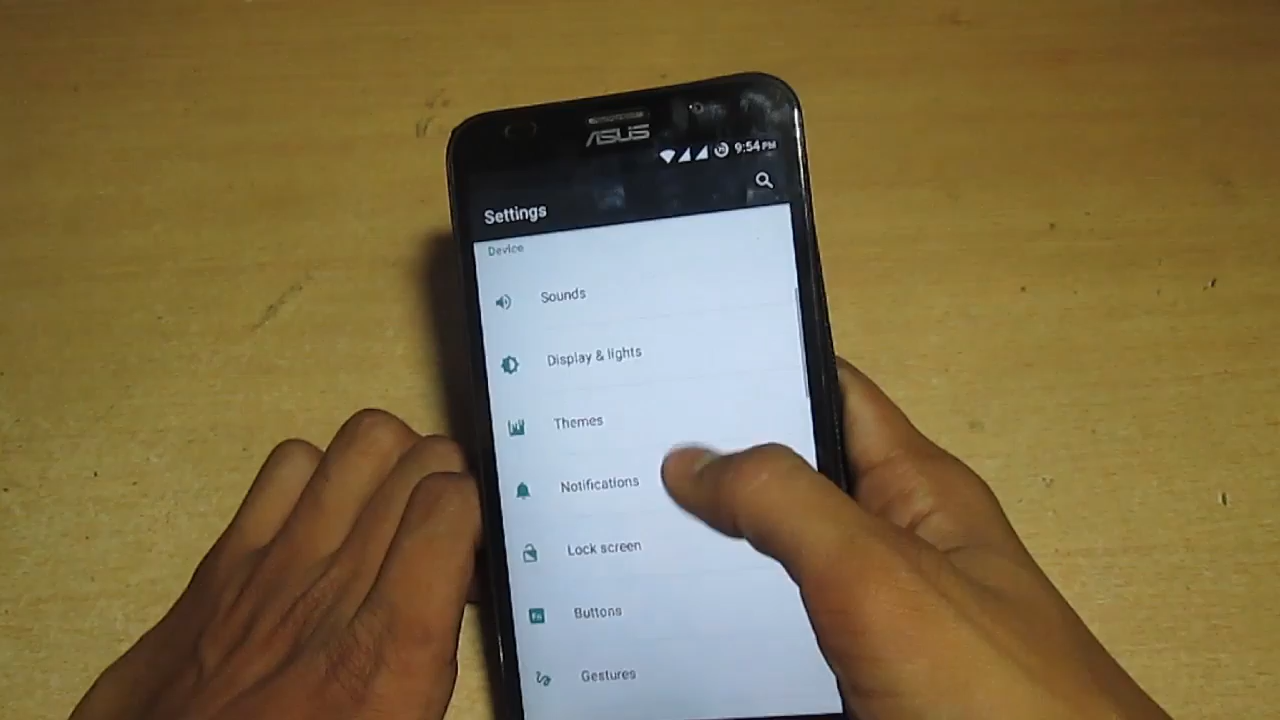 ASUS
9:54 PM
Settings
Device
Sounds
Display & lights
Themes
Notifications
Lock screen
Buttons
Gestures